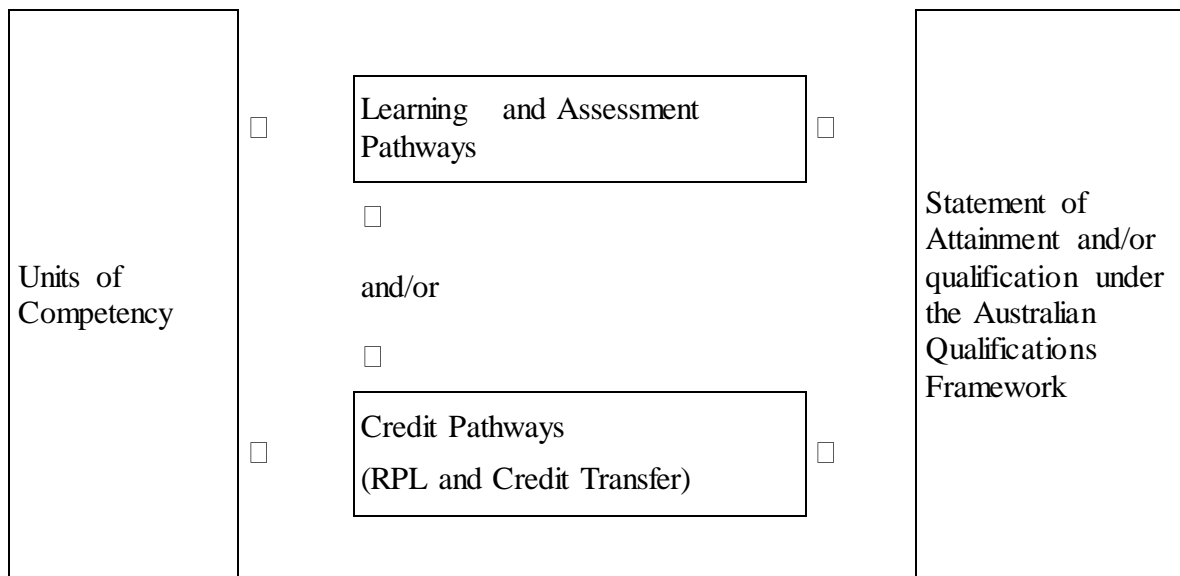 Units of
Competency
Learning and Assessment
Pathways
and/or
Credit Pathways
(RPL and Credit Transfer)
Statement of
Attainment and/or
qualification under
the Australian
Qualifications
Framework